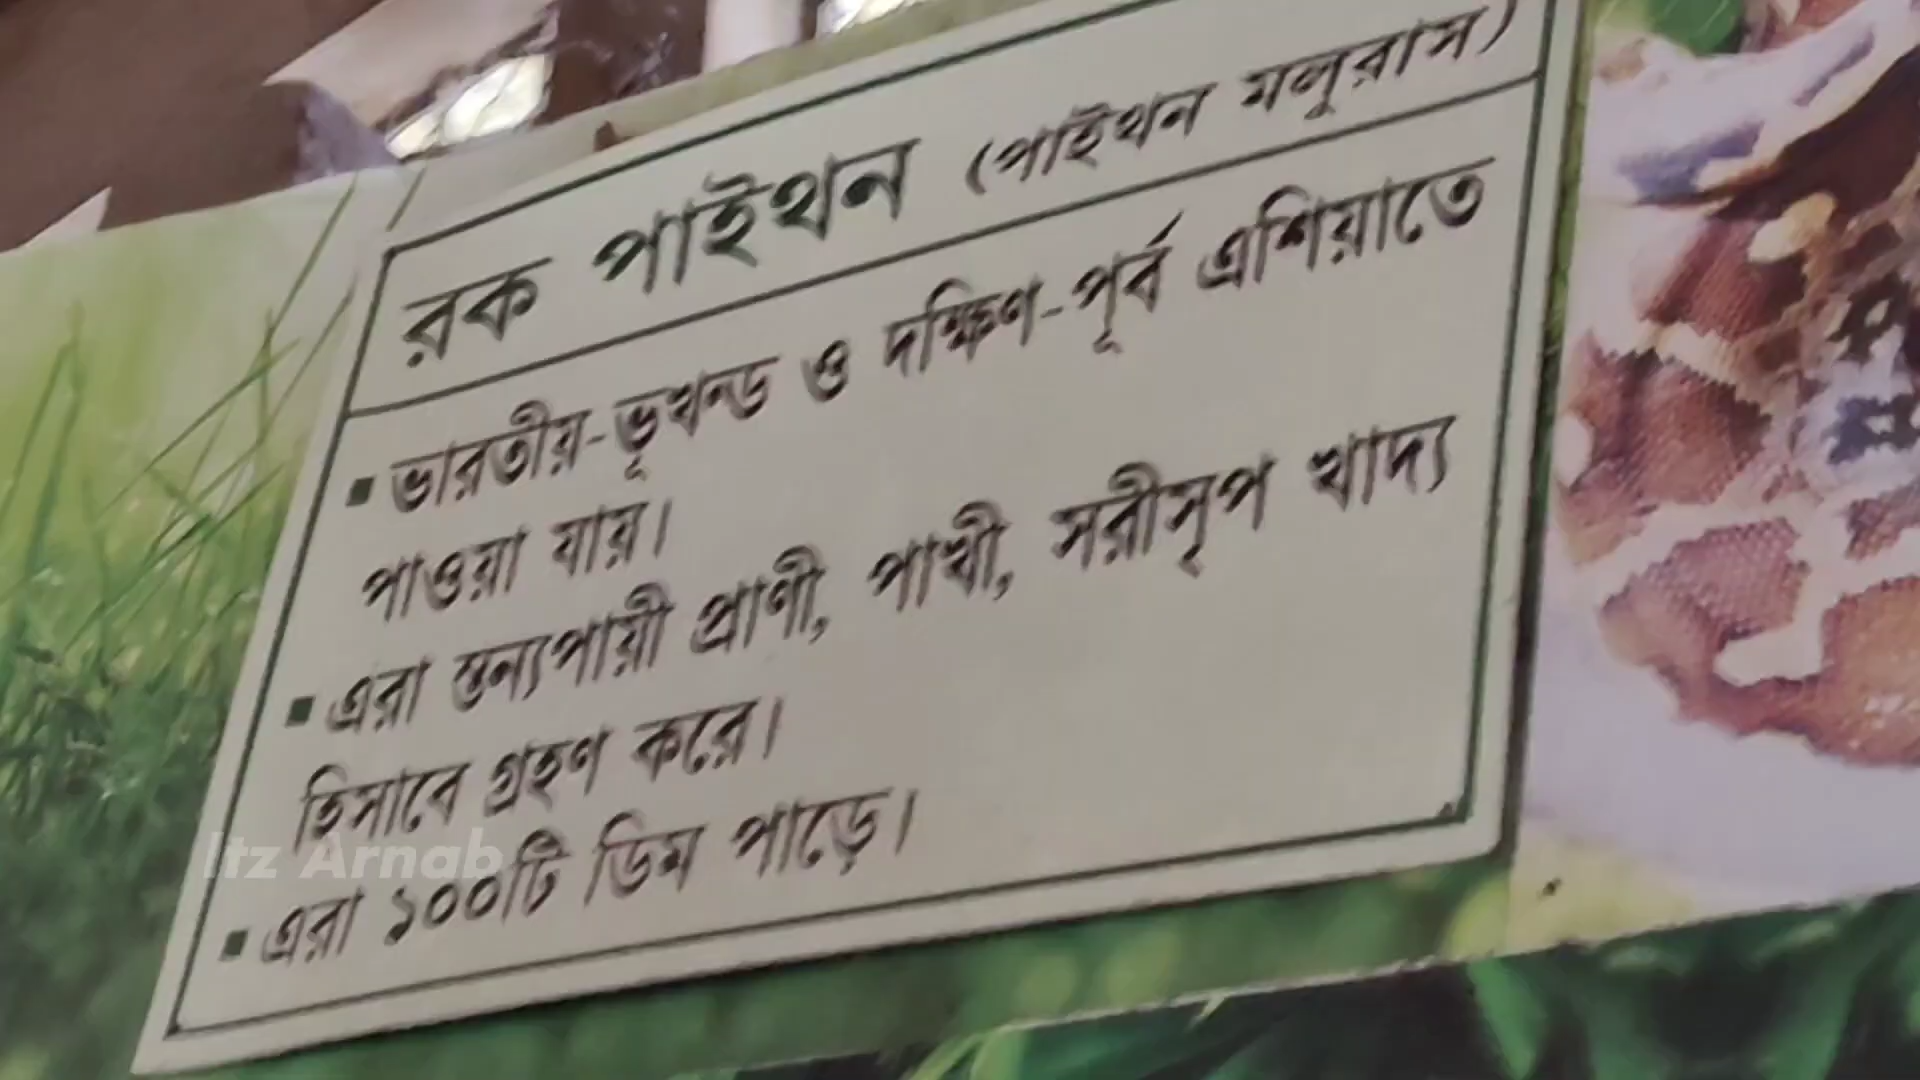 রক পাইথন (পাইথন মলুরাস)
▪ ভারতীয়-ভূখন্ড ও দক্ষিণ-পূর্ব এশিয়াতে
পাওয়া যায়।
▪ এরা স্তন্যপায়ী প্রাণী, পাখী, সরীসৃপ খাদ্য
হিসাবে গ্রহণ করে।
▪ এরা ১০০টি ডিম পাড়ে।
Itz Arnab